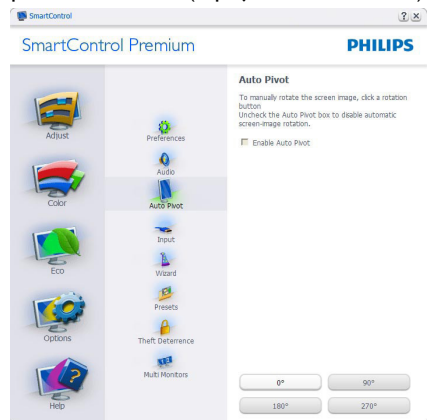 SmartControl
SmartControl Premium
PHILIPS
Adjust
Color
Eco
Options
Help
Preferences
Audio
Auto Pivot
Input
Wizard
Presets
Theft Deterrence
Multi Monitors
Auto Pivot
To manually rotate the screen image, click a rotation
button
Uncheck the Auto Pivot box to disable automatic
screen-image rotation.
Enable Auto Pivot
0°
90°
180°
270°